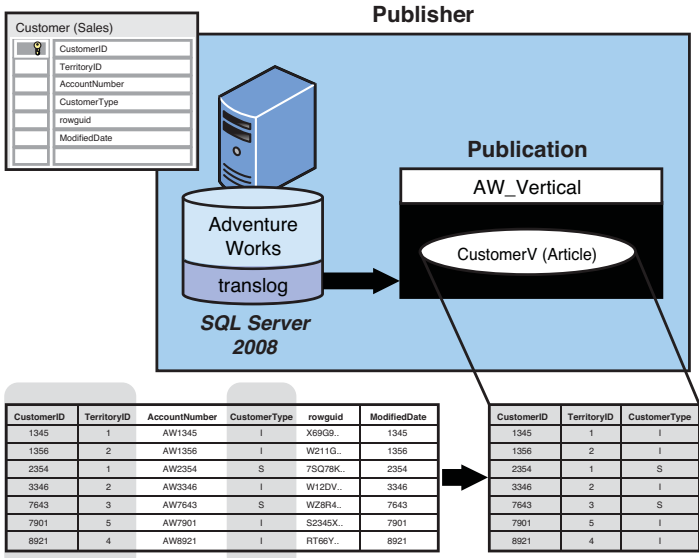 Publisher
Customer (Sales)
CustomerID
TerritoryID
AccountNumber
CustomerType
rowguid
ModifiedDate
Adventure
Works
translog
SQL Server
2008
Publication
AW_Vertical
CustomerV (Article)
CustomerID TerritoryID AccountNumber CustomerType rowguid ModifiedDate
1345 1 AW1345 I X69G9.. 1345
1356 2 AW1356 I W211G.. 1356
2354 1 AW2354 S 7SQ78K.. 2354
3346 2 AW3346 I W12DV.. 3346
7643 3 AW7643 S WZ8R4.. 7643
7901 5 AW7901 I S2345X.. 7901
8921 4 AW8921 I RT66Y.. 8921
CustomerID TerritoryID CustomerType
1345 1 I
1356 2 I
2354 1 S
3346 2 I
7643 3 S
7901 5 I
8921 4 I